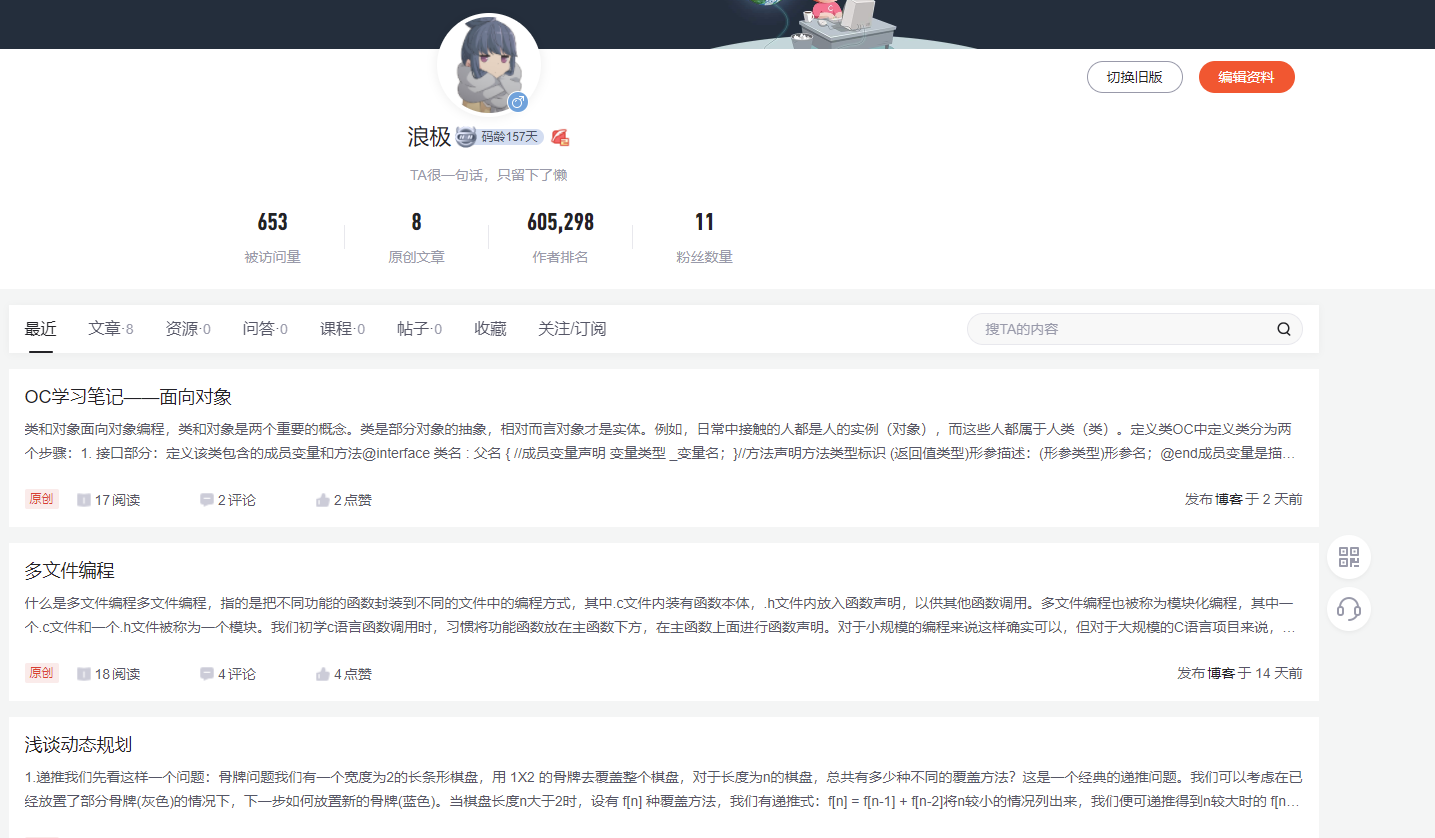 切换旧版 编辑资料
浪极 码龄157天
TA很一句话，只留下了懒
653 8 605,298 11
被访问量 原创文章 作者排名 粉丝数量
最近 文章·8 资源·0 问答·0 课程·0 帖子·0 收藏 关注/订阅 搜TA的内容
OC学习笔记——面向对象
类和对象面向对象编程，类和对象是两个重要的概念。类是部分对象的抽象，相对而言对象才是实体。例如，日常中接触的人都是人的实例（对象），而这些人都属于人类（类）。定义类OC中定义类分为两
个步骤：1. 接口部分：定义该类包含的成员变量和方法@interface 类名 : 父名 { //成员变量声明 变量类型 _变量名；}//方法声明方法类型标识 (返回值类型)形参描述：(形参类型)形参名；@end成员变量是描…
原创 17 阅读 2 评论 2 点赞 发布博客于 2 天前
多文件编程
什么是多文件编程多文件编程，指的是把不同功能的函数封装到不同的文件中的编程方式，其中.c文件内装有函数本体，.h文件内放入函数声明，以供其他函数调用。多文件编程也被称为模块化编程，其中一
个.c文件和一个.h文件被称为一个模块。我们初学c语言函数调用时，习惯将功能函数放在主函数下方，在主函数上面进行函数声明。对于小规模的编程来说这样确实可以，但对于大规模的C语言项目来说，…
原创 18 阅读 4 评论 4 点赞 发布博客于 14 天前
浅谈动态规划
1.递推我们先看这样一个问题：骨牌问题我们有一个宽度为2的长条形棋盘，用 1X2 的骨牌去覆盖整个棋盘，对于长度为n的棋盘，总共有多少种不同的覆盖方法？这是一个经典的递推问题。我们可以考虑在已
经放置了部分骨牌(灰色)的情况下，下一步如何放置新的骨牌(蓝色)。当棋盘长度n大于2时，设有 f[n] 种覆盖方法，我们有递推式：f[n] = f[n-1] + f[n-2]将n较小的情况列出来，我们便可递推得到n较大时的 f[n…